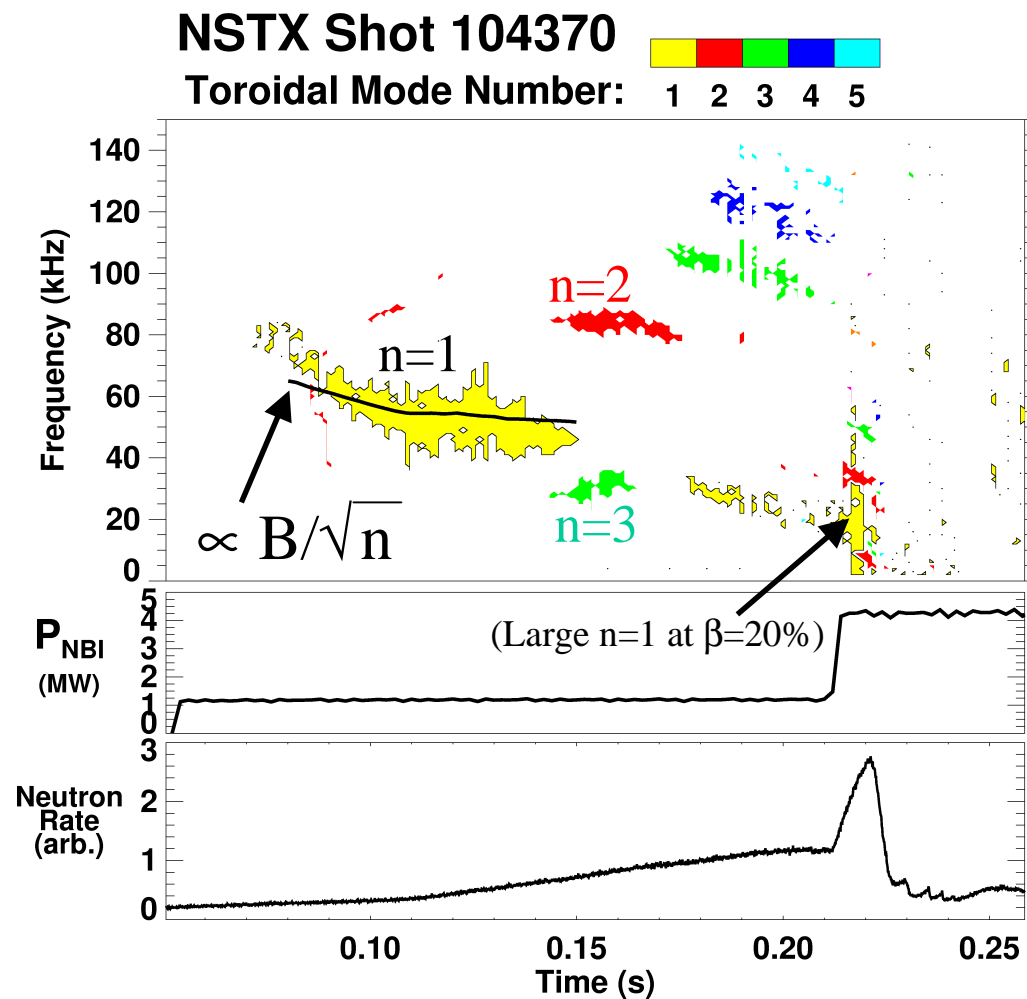 NSTX Shot 104370
Toroidal Mode Number:
1 2 3 4 5
Frequency (kHz)
140
120
100
80
60
40
20
0
n=2
n=1
n=3
∝ B/√n
(Large n=1 at β=20%)
P_NBI
(MW)
5
4
3
2
1
0
Neutron
Rate
(arb.)
3
2
1
0
0.10 0.15 0.20 0.25
Time (s)